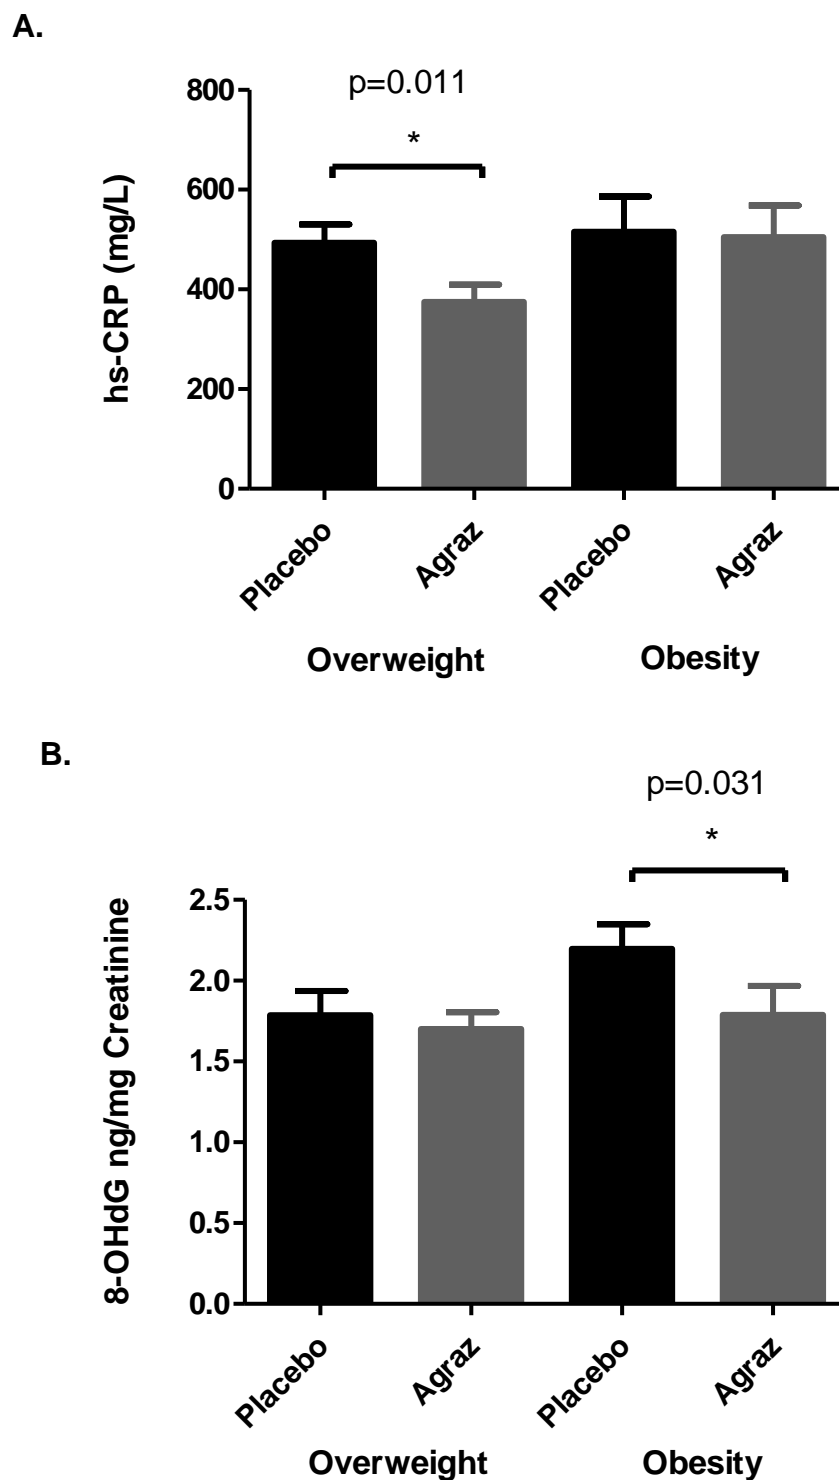 A.
p=0.011
*
hs-CRP (mg/L)
800
600
400
200
0
Placebo Agraz Placebo Agraz
Overweight Obesity
B.
p=0.031
*
8-OHdG ng/mg Creatinine
2.5
2.0
1.5
1.0
0.5
0.0
Placebo Agraz Placebo Agraz
Overweight Obesity